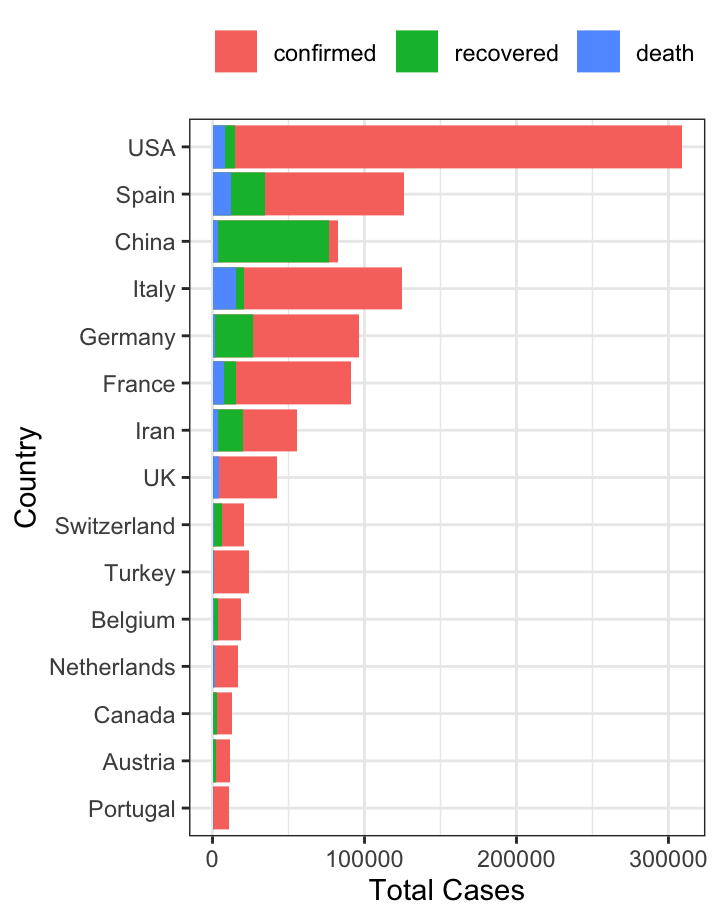 confirmed recovered death
USA
Spain
China
Italy
Germany
France
Iran
UK
Switzerland
Turkey
Belgium
Netherlands
Canada
Austria
Portugal
Country
0 100000 200000 300000
Total Cases